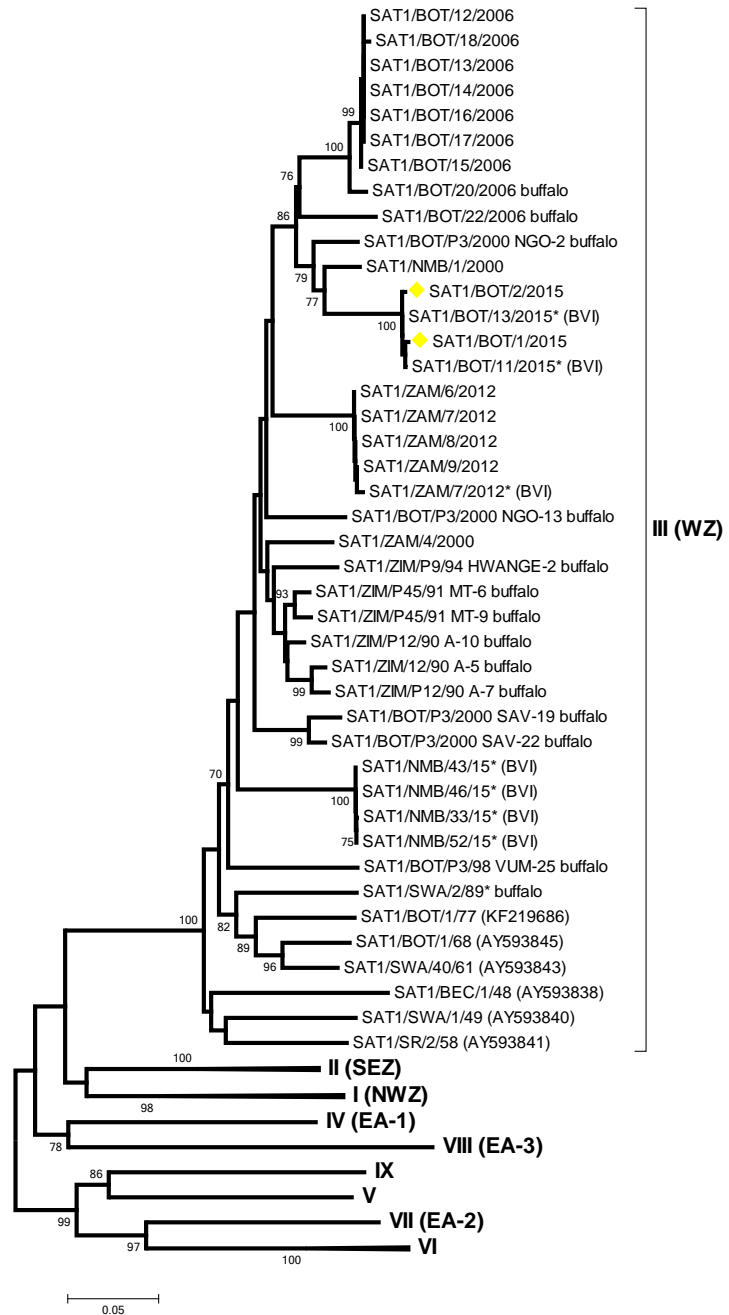 SAT1/BOT/12/2006
SAT1/BOT/18/2006
SAT1/BOT/13/2006
SAT1/BOT/14/2006
SAT1/BOT/16/2006
99
SAT1/BOT/17/2006
100
SAT1/BOT/15/2006
76
SAT1/BOT/20/2006 buffalo
86
SAT1/BOT/22/2006 buffalo
SAT1/BOT/P3/2000 NGO-2 buffalo
79
SAT1/NMB/1/2000
77
SAT1/BOT/2/2015
100
SAT1/BOT/13/2015* (BVI)
SAT1/BOT/1/2015
SAT1/BOT/11/2015* (BVI)
SAT1/ZAM/6/2012
SAT1/ZAM/7/2012
100
SAT1/ZAM/8/2012
SAT1/ZAM/9/2012
SAT1/ZAM/7/2012* (BVI)
SAT1/BOT/P3/2000 NGO-13 buffalo
III (WZ)
SAT1/ZAM/4/2000
SAT1/ZIM/P9/94 HWANGE-2 buffalo
93
SAT1/ZIM/P45/91 MT-6 buffalo
SAT1/ZIM/P45/91 MT-9 buffalo
SAT1/ZIM/P12/90 A-10 buffalo
SAT1/ZIM/12/90 A-5 buffalo
99
SAT1/ZIM/P12/90 A-7 buffalo
SAT1/BOT/P3/2000 SAV-19 buffalo
99
SAT1/BOT/P3/2000 SAV-22 buffalo
SAT1/NMB/43/15* (BVI)
70
SAT1/NMB/46/15* (BVI)
100
SAT1/NMB/33/15* (BVI)
75
SAT1/NMB/52/15* (BVI)
SAT1/BOT/P3/98 VUM-25 buffalo
SAT1/SWA/2/89* buffalo
100
82
SAT1/BOT/1/77 (KF219686)
89
SAT1/BOT/1/68 (AY593845)
96
SAT1/SWA/40/61 (AY593843)
SAT1/BEC/1/48 (AY593838)
SAT1/SWA/1/49 (AY593840)
SAT1/SR/2/58 (AY593841)
100
II (SEZ)
I (NWZ)
98
IV (EA-1)
78
VIII (EA-3)
86
IX
V
99
VII (EA-2)
97
VI
100
0.05